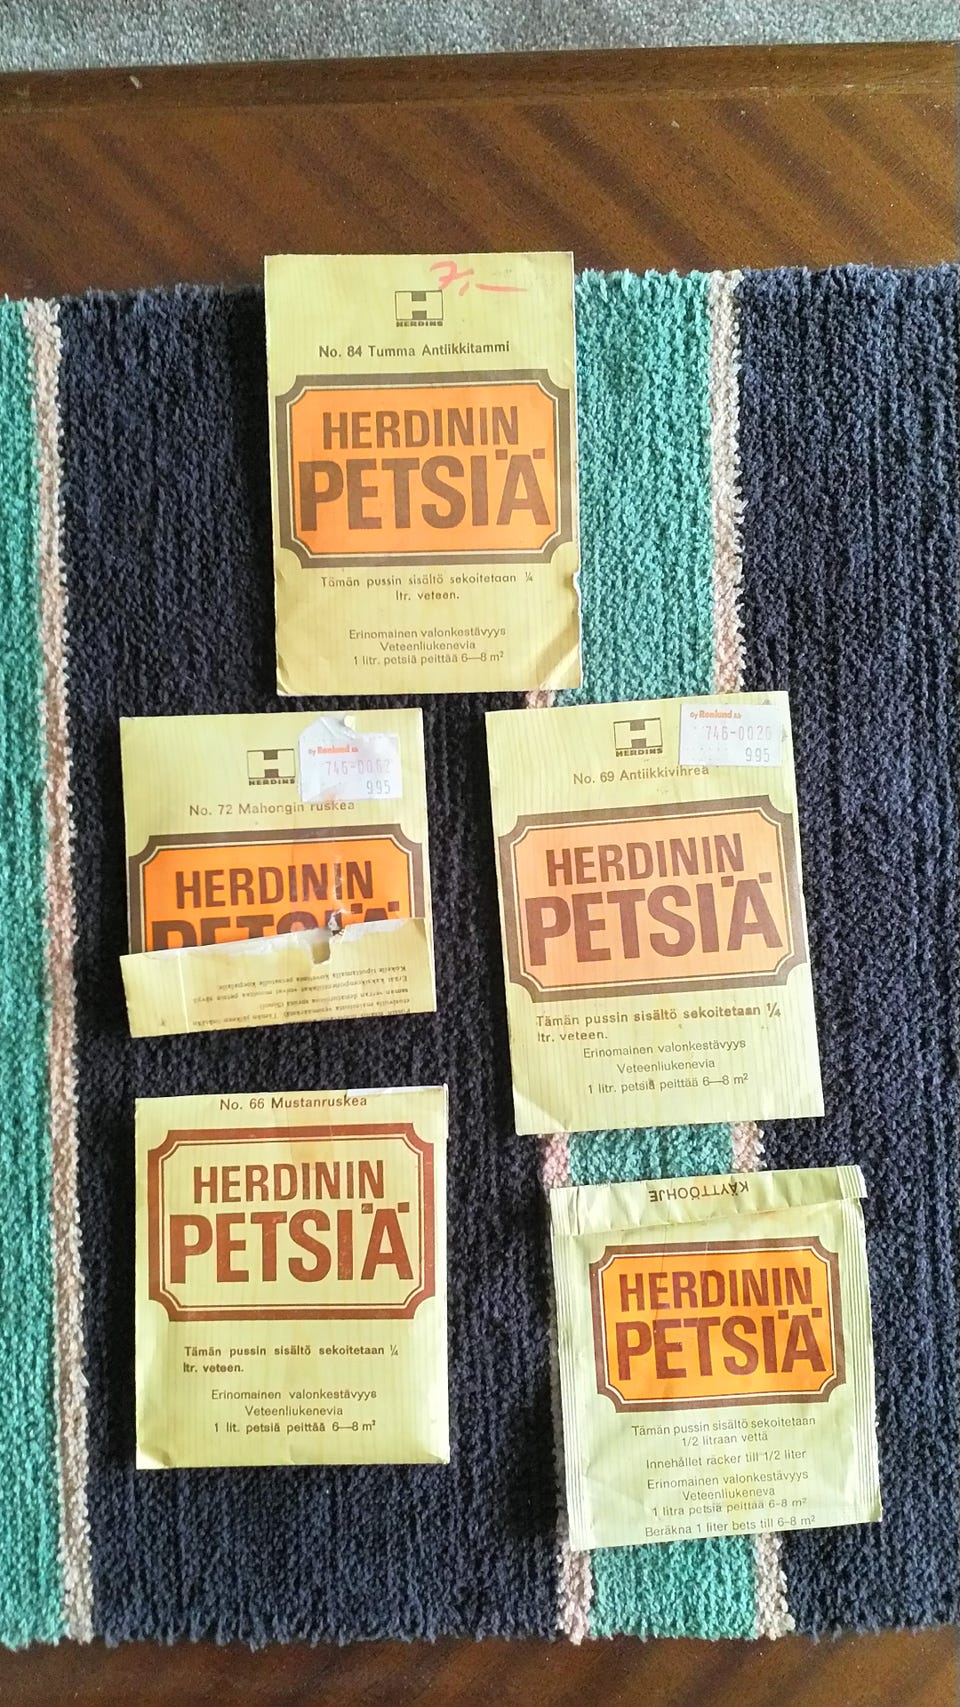 7,—
H
HERDINS
No. 84 Tumma Antiikkitammi
HERDININ
PETSIÄ
Tämän pussin sisältö sekoitetaan ¼
ltr. veteen.
Erinomainen valonkestävyys
Veteenliukenevia
1 litr. petsiä peittää 6—8 m²
H
HERDINS
Oy Renlund Ab
746-0062
995
No. 72 Mahongin ruskea
HERDININ
PETSIÄ
Kokeile tiputtamalla
H
HERDINS
Oy Renlund Ab
746-0026
995
No. 69 Antiikkivihreä
HERDININ
PETSIÄ
Tämän pussin sisältö sekoitetaan ¼
ltr. veteen.
Erinomainen valonkestävyys
Veteenliukenevia
1 litr. petsiä peittää 6—8 m²
No. 66 Mustanruskea
HERDININ
PETSIÄ
Tämän pussin sisältö sekoitetaan ¼
ltr. veteen.
Erinomainen valonkestävyys
Veteenliukenevia
1 lit. petsiä peittää 6—8 m²
KÄYTTÖOHJE
HERDININ
PETSIÄ
Tämän pussin sisältö sekoitetaan
1/2 litraan vettä
Innehållet räcker till 1/2 liter
Erinomainen valonkestävyys
Veteenliukeneva
1 litra petsiä peittää 6-8 m²
Beräkna 1 liter bets till 6-8 m²